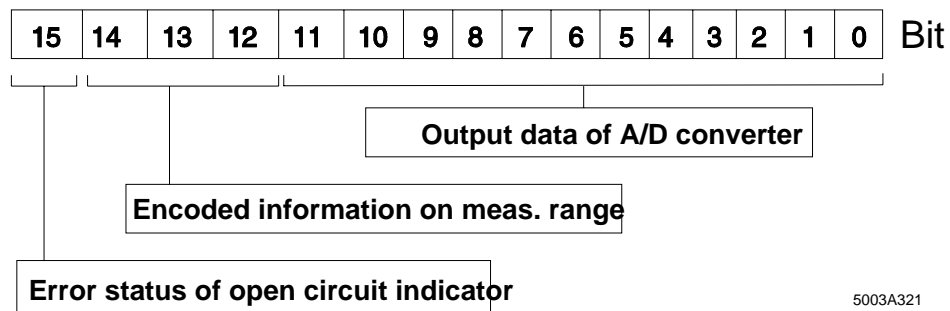 15 14 13 12 11 10 9 8 7 6 5 4 3 2 1 0 Bit
Output data of A/D converter
Encoded information on meas. range
Error status of open circuit indicator
5003A321